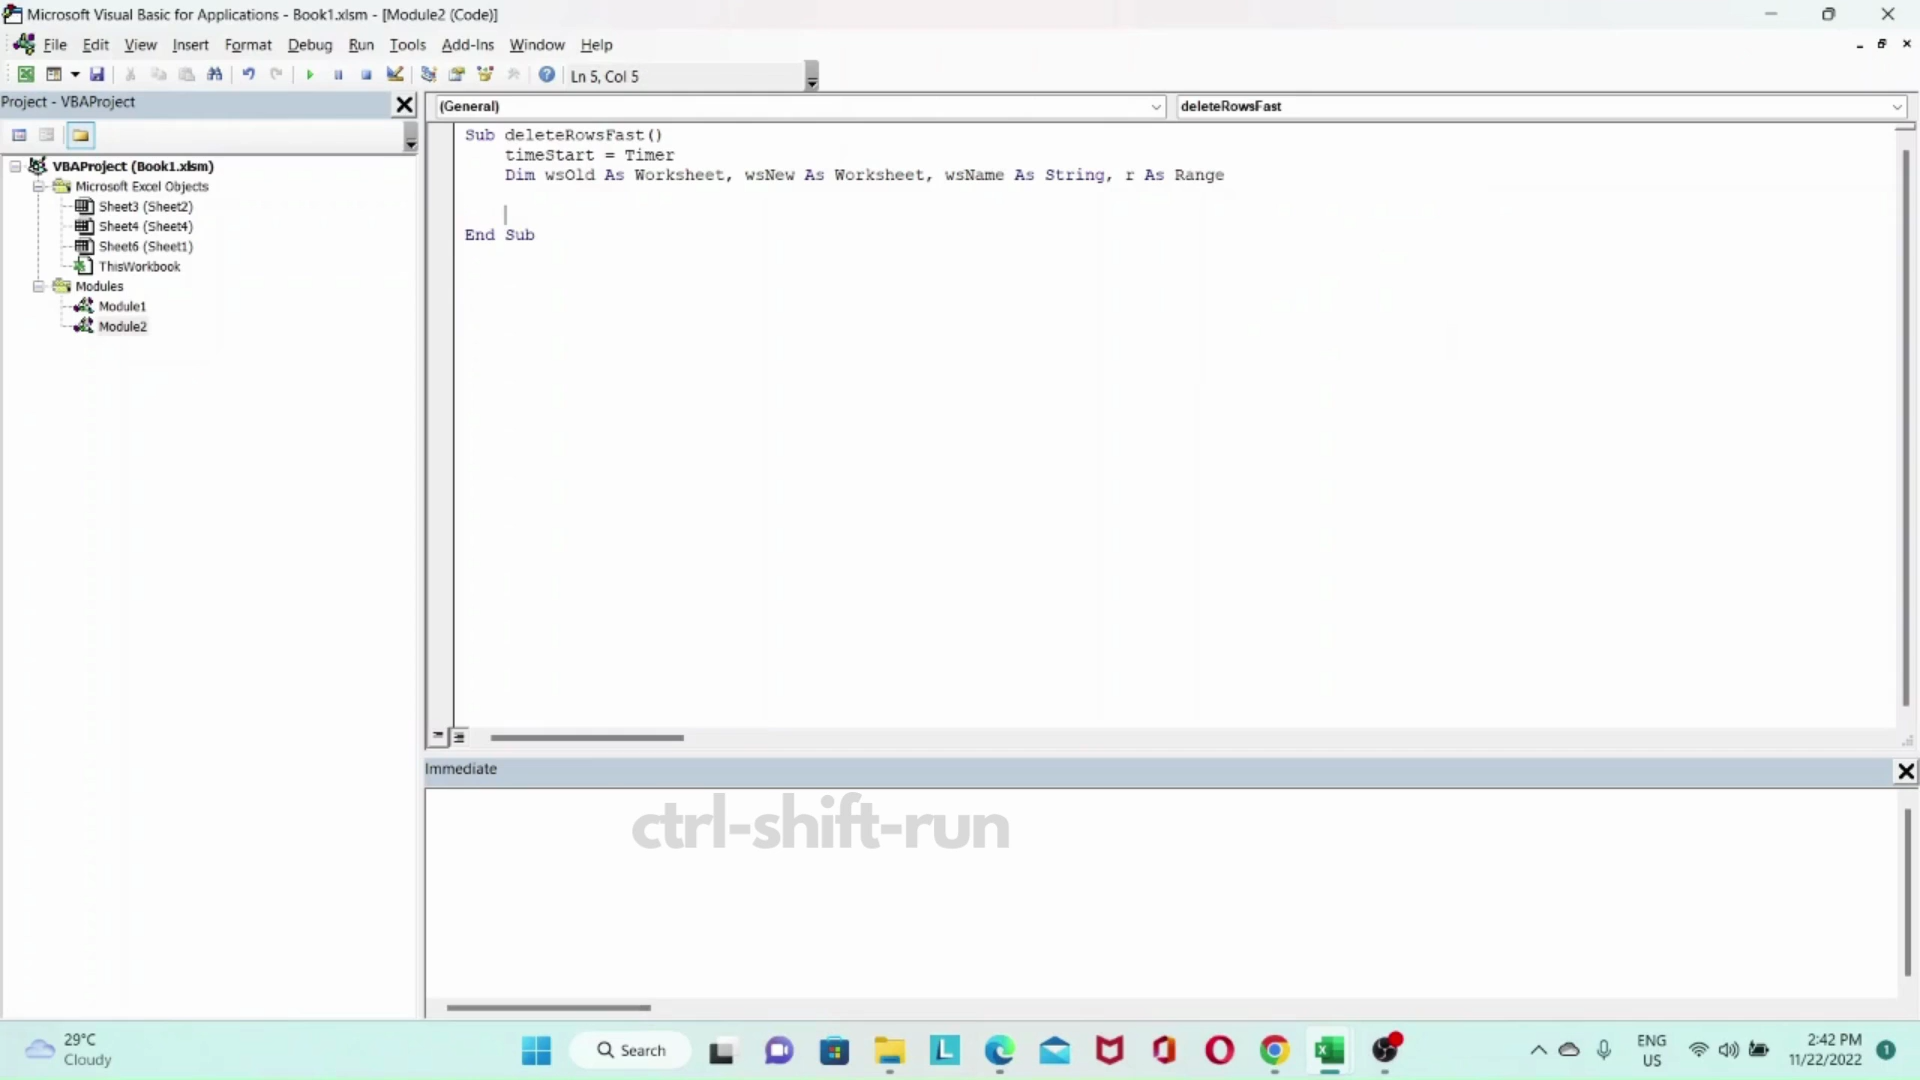 Microsoft Visual Basic for Applications - Book1.xlsm - [Module2 (Code)]
File Edit View Insert Format Debug Run Tools Add-Ins Window Help
Ln 5, Col 5
Project - VBAProject
(General)
deleteRowsFast
VBAProject (Book1.xlsm)
Microsoft Excel Objects
Sheet3 (Sheet2)
Sheet4 (Sheet4)
Sheet6 (Sheet1)
ThisWorkbook
Modules
Module1
Module2
Sub deleteRowsFast()
timeStart = Timer
Dim wsOld As Worksheet, wsNew As Worksheet, wsName As String, r As Range
End Sub
Immediate
ctrl-shift-run
29°C
Cloudy
Search
L
ENG
US
2:42 PM
11/22/2022
1